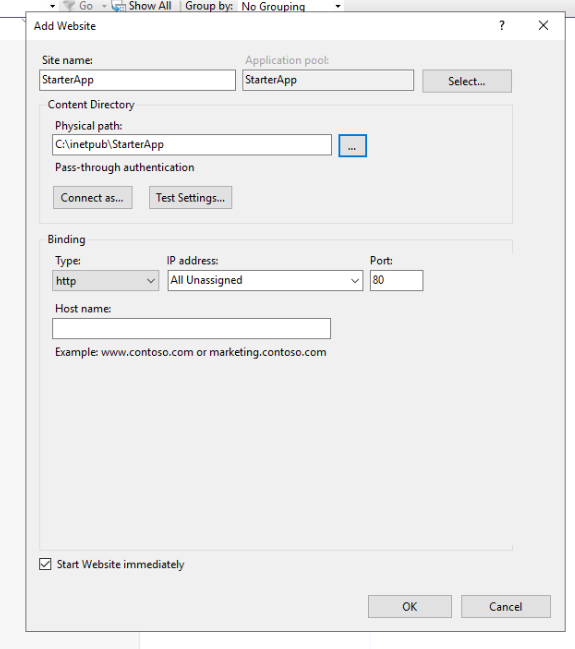 Go Show All Group by: No Grouping
Add Website ?
Site name: Application pool:
StarterApp StarterApp Select...
Content Directory
Physical path:
C:\inetpub\StarterApp ...
Pass-through authentication
Connect as... Test Settings...
Binding
Type: IP address: Port:
http All Unassigned 80
Host name:
Example: www.contoso.com or marketing.contoso.com
Start Website immediately
OK Cancel